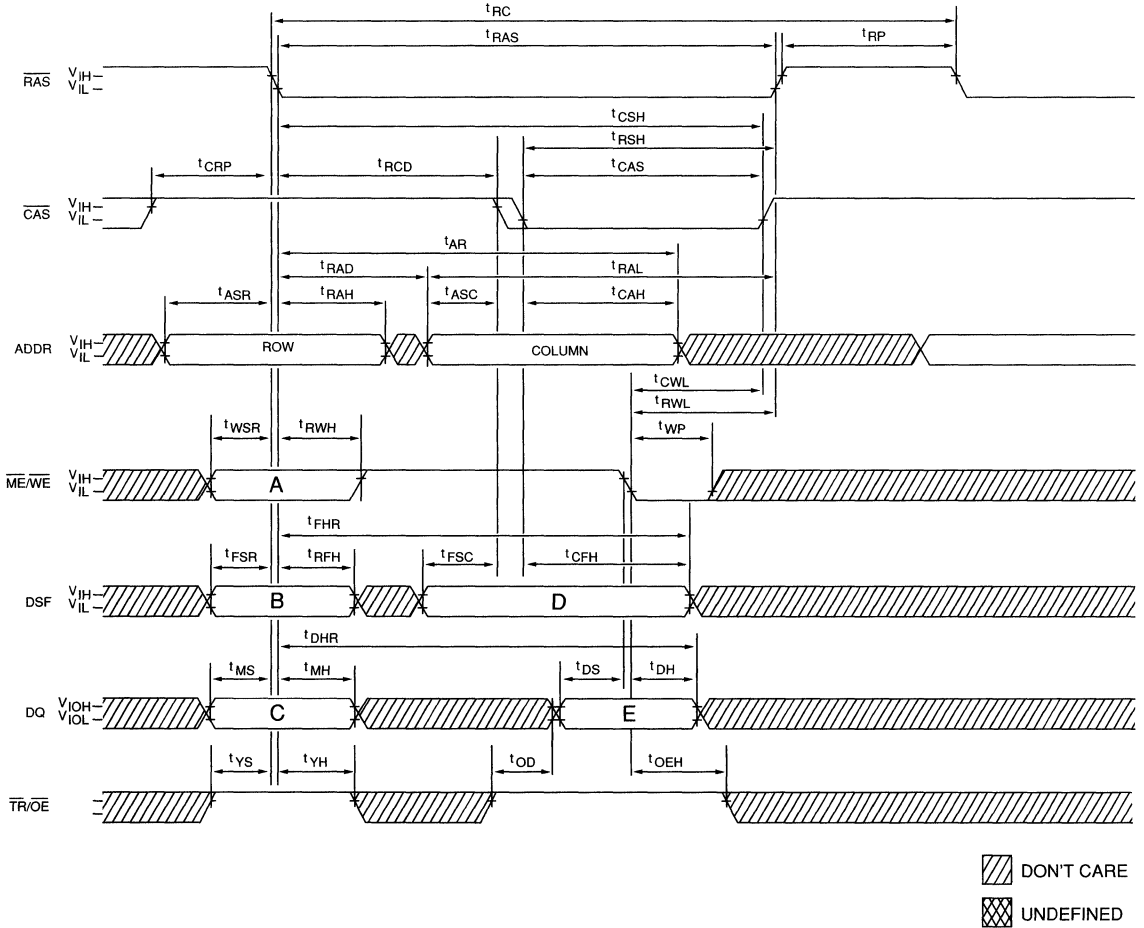 tRC
tRAS
tRP
RAS VIH
VIL
tCSH
tRSH
tCRP tRCD tCAS
CAS VIH
VIL
tAR
tRAD tRAL
tASR tRAH tASC tCAH
ADDR VIH ROW COLUMN
VIL
tCWL
tRWL
tWSR tRWH tWP
ME/WE VIH A
VIL
tFHR
tFSR tRFH tFSC tCFH
DSF VIH B D
VIL
tDHR
tMS tMH tDS tDH
DQ VIOH C E
VIOL
tYS tYH tOD tOEH
TR/OE
DON'T CARE
UNDEFINED